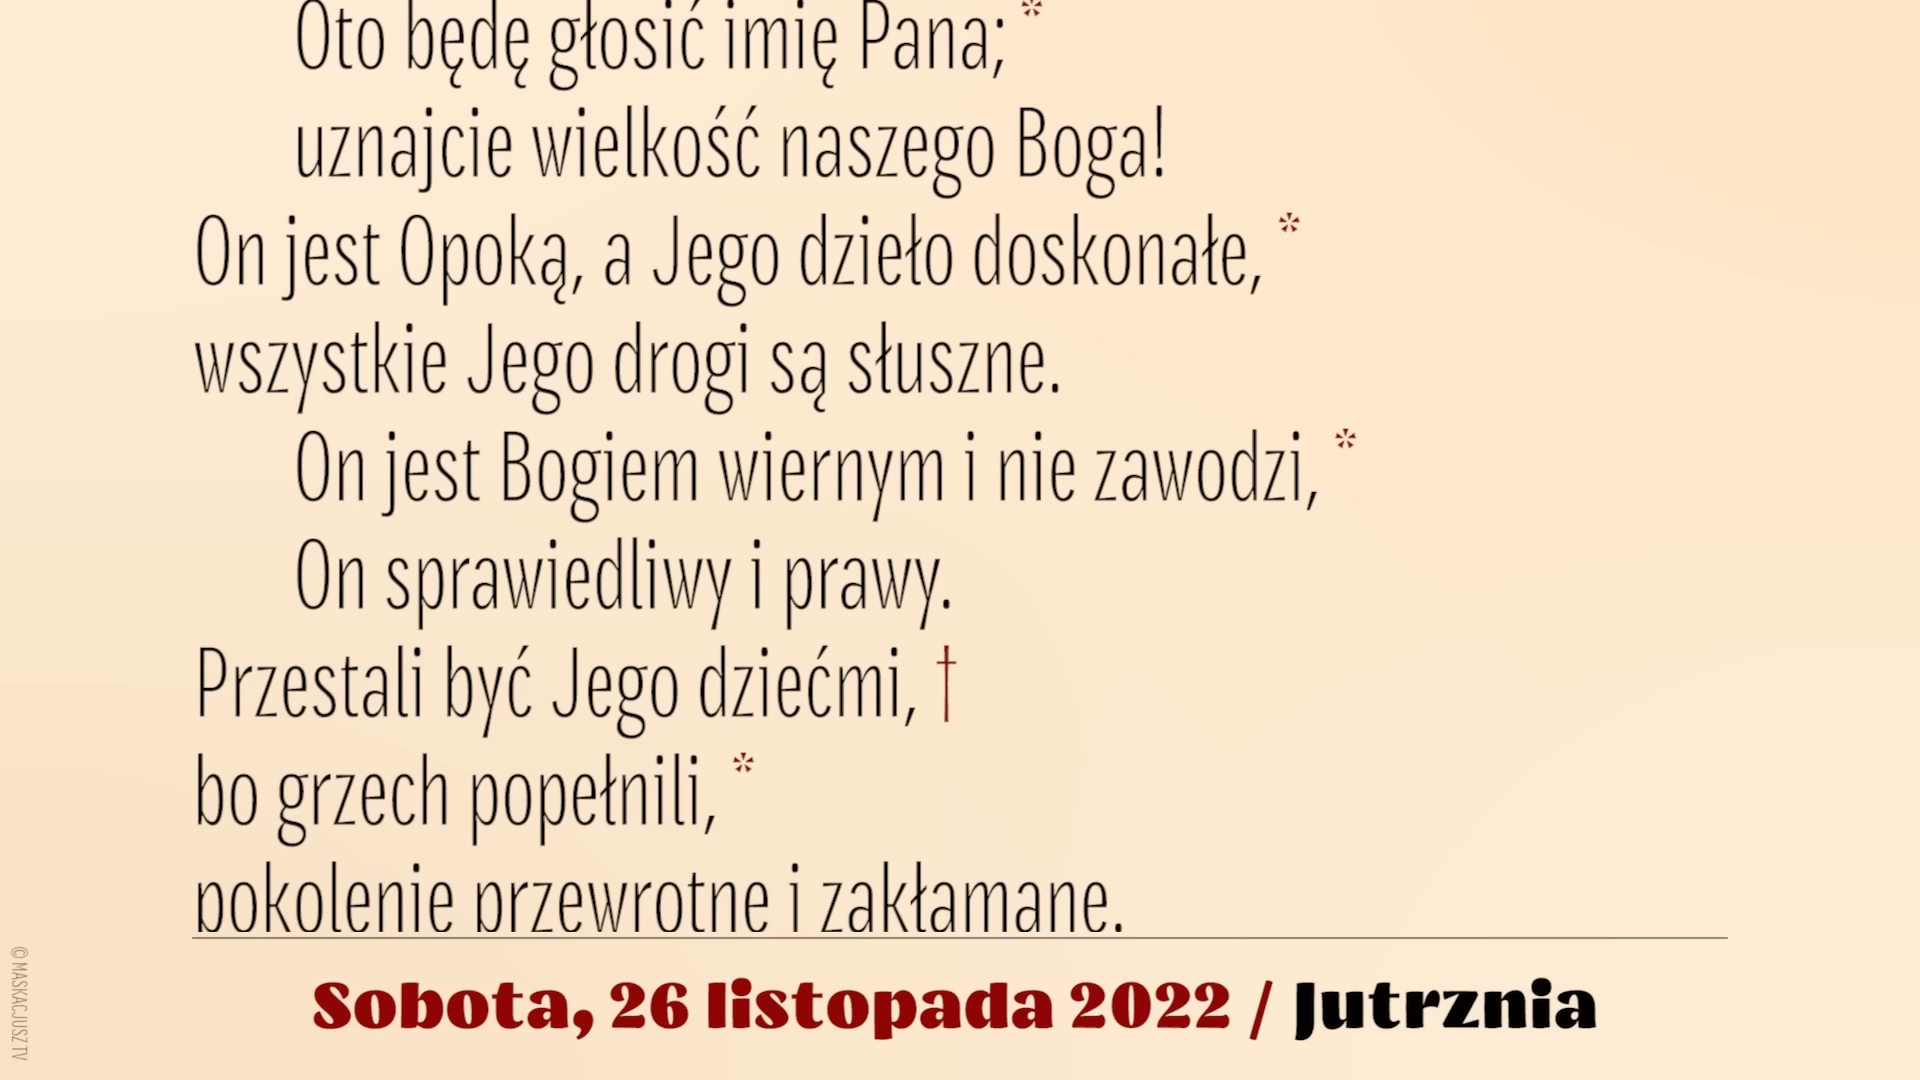 Oto będę głosić imię Pana; *
uznajcie wielkość naszego Boga!
On jest Opoką, a Jego dzieło doskonałe, *
wszystkie Jego drogi są słuszne.
On jest Bogiem wiernym i nie zawodzi, *
On sprawiedliwy i prawy.
Przestali być Jego dziećmi, †
bo grzech popełnili, *
pokolenie przewrotne i zakłamane.
Sobota, 26 listopada 2022 / Jutrznia
© MASKACJUSZ TV